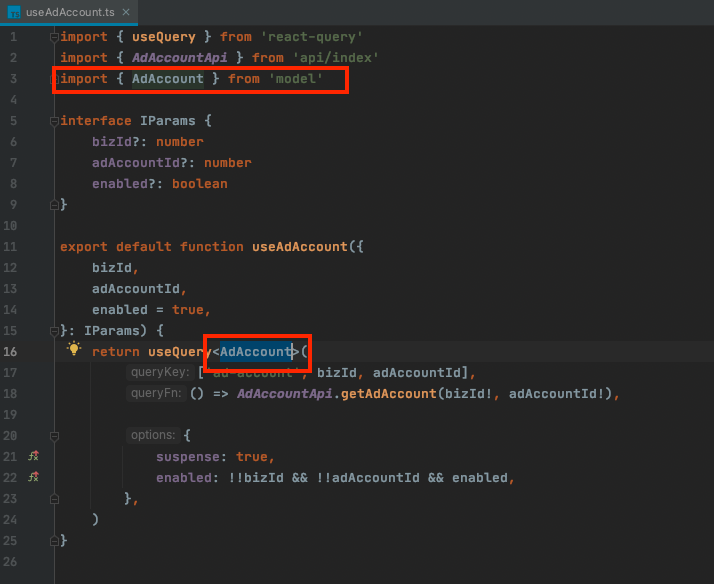 useAdAccount.ts ×
1 import { useQuery } from 'react-query'
2 import { AdAccountApi } from 'api/index'
3 import { AdAccount } from 'model'
4
5 interface IParams {
6 bizId?: number
7 adAccountId?: number
8 enabled?: boolean
9 }
10
11 export default function useAdAccount({
12 bizId,
13 adAccountId,
14 enabled = true,
15 }: IParams) {
16 return useQuery<AdAccount>(
17 queryKey: ['ad-account', bizId, adAccountId],
18 queryFn: () => AdAccountApi.getAdAccount(bizId!, adAccountId!),
19
20 options: {
21 suspense: true,
22 enabled: !!bizId && !!adAccountId && enabled,
23 },
24 )
25 }
26